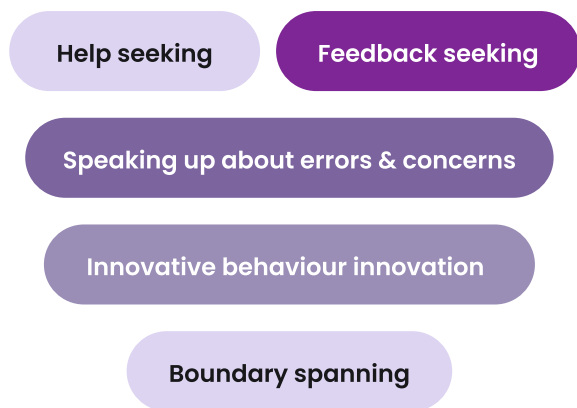 Help seeking
Feedback seeking
Speaking up about errors & concerns
Innovative behaviour innovation
Boundary spanning